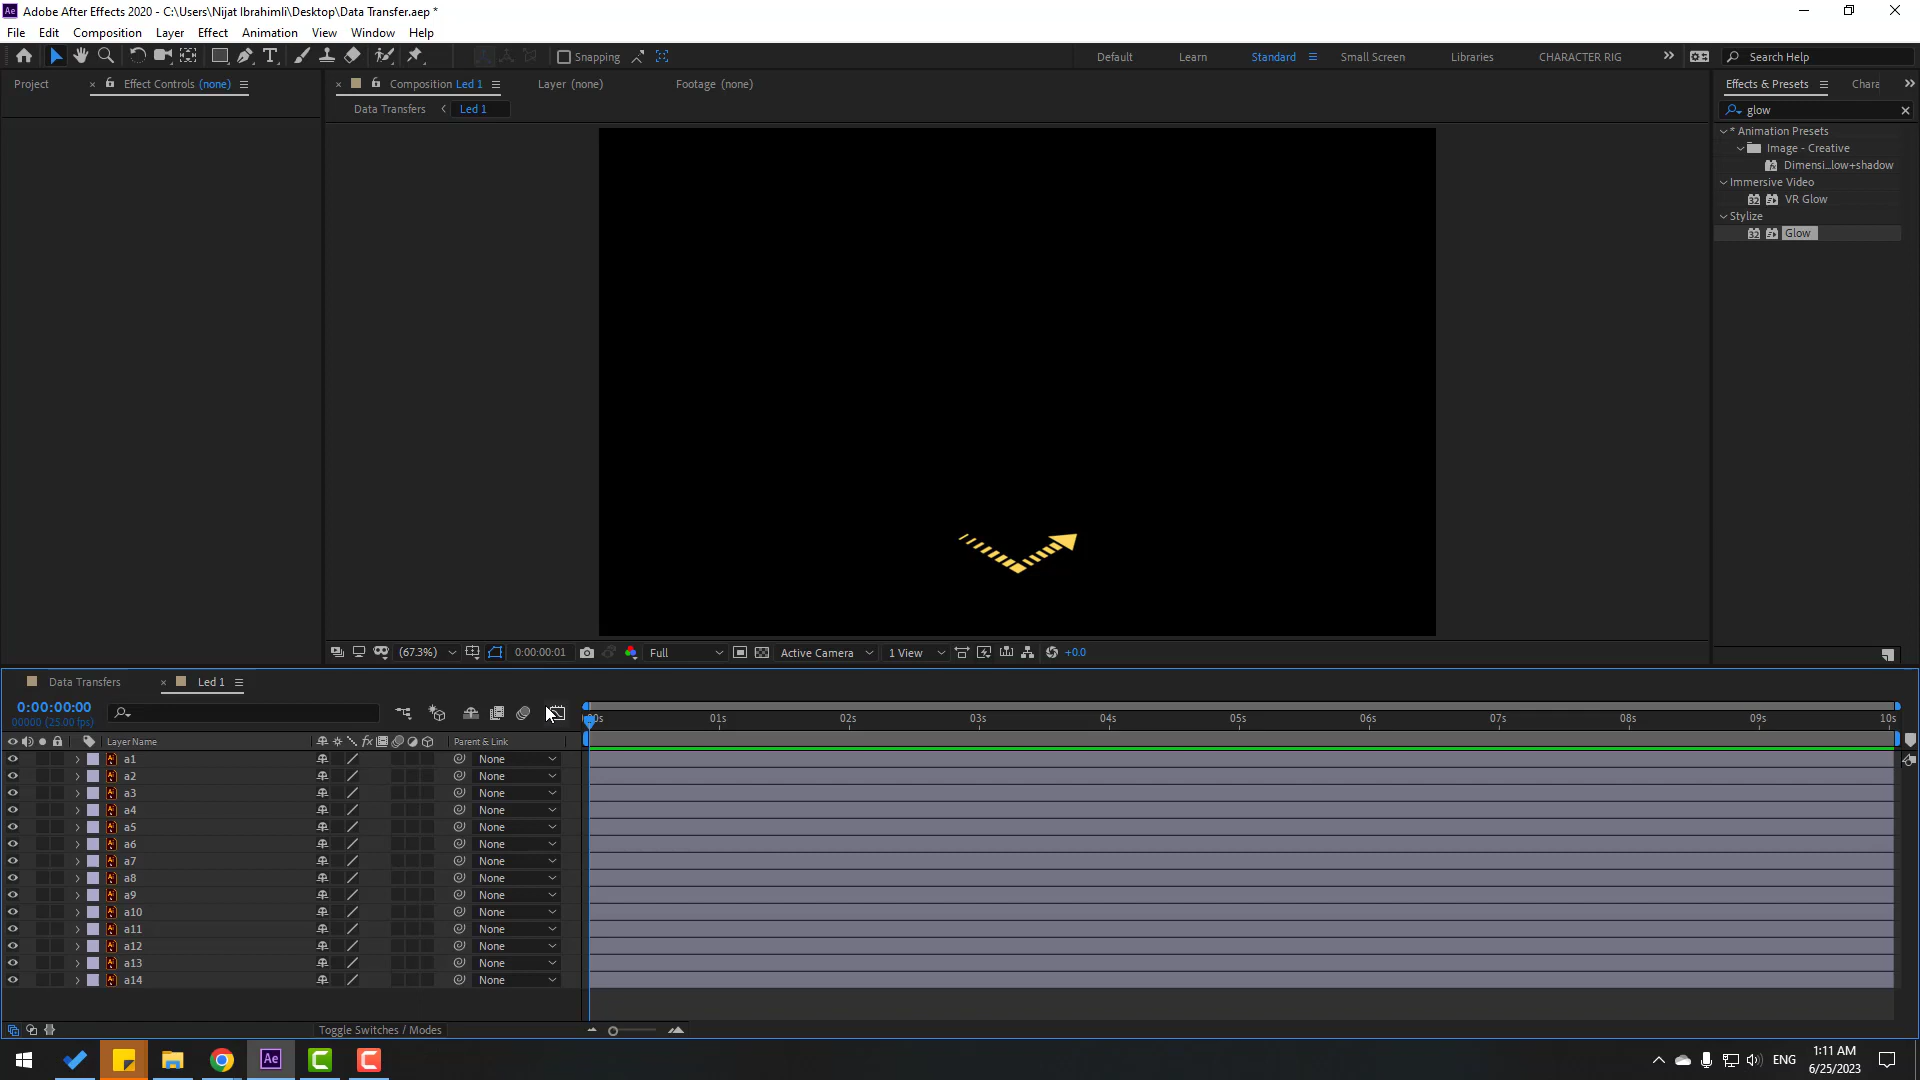 Adobe After Effects 2020 - C:\Users\Nijat Ibrahimli\Desktop\Data Transfer.aep *
File Edit Composition Layer Effect Animation View Window Help
Snapping Default Learn Standard Small Screen Libraries CHARACTER RIG Search Help
Project Effect Controls (none) Composition Led 1 Layer (none) Footage (none) Effects & Presets Chara
Data Transfers Led 1 glow
* Animation Presets
Image - Creative
Dimensi...low+shadow
Immersive Video
32 VR Glow
Stylize
32 Glow
(67.3%) 0:00:00:01 Full Active Camera 1 View +0.0
Data Transfers Led 1
0:00:00:00
00000 (25.00 fps)
00s 01s 02s 03s 04s 05s 06s 07s 08s 09s 10s
Layer Name fx Parent & Link
a1 None
a2 None
a3 None
a4 None
a5 None
a6 None
a7 None
a8 None
a9 None
a10 None
a11 None
a12 None
a13 None
a14 None
Toggle Switches / Modes
Ae ENG 1:11 AM
6/25/2023